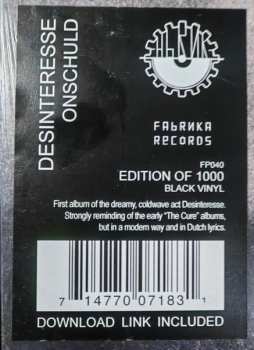 DESINTERESSE
ONSCHULD
FABRIKA
RECORDS
FP040
EDITION OF 1000
BLACK VINYL
First album of the dreamy, coldwave act Desinteresse.
Strongly reminding of the early "The Cure" albums,
but in a modern way and in Dutch lyrics.
7 14770 07183 1
DOWNLOAD LINK INCLUDED